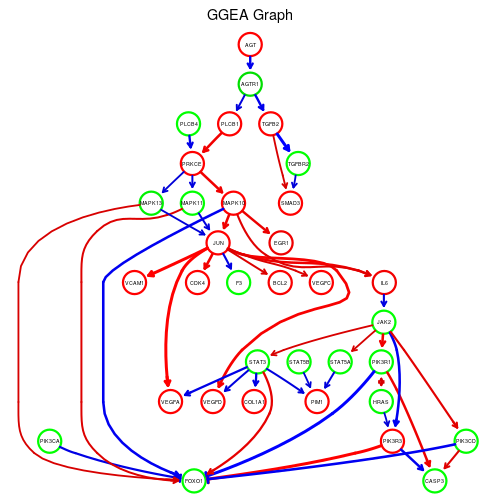 GGEA Graph
AGT
AGTR1
PLCB4
PLCB1
TGFB2
PRKCE
TGFBR2
MAPK13
MAPK11
MAPK10
SMAD3
JUN
EGR1
VCAM1
CDK4
F3
BCL2
VEGFC
IL6
JAK2
STAT3
STAT5B
STAT5A
PIK3R1
VEGFA
VEGFD
COL1A1
PIM1
HRAS
PIK3CA
PIK3R3
PIK3CD
FOXO1
CASP3